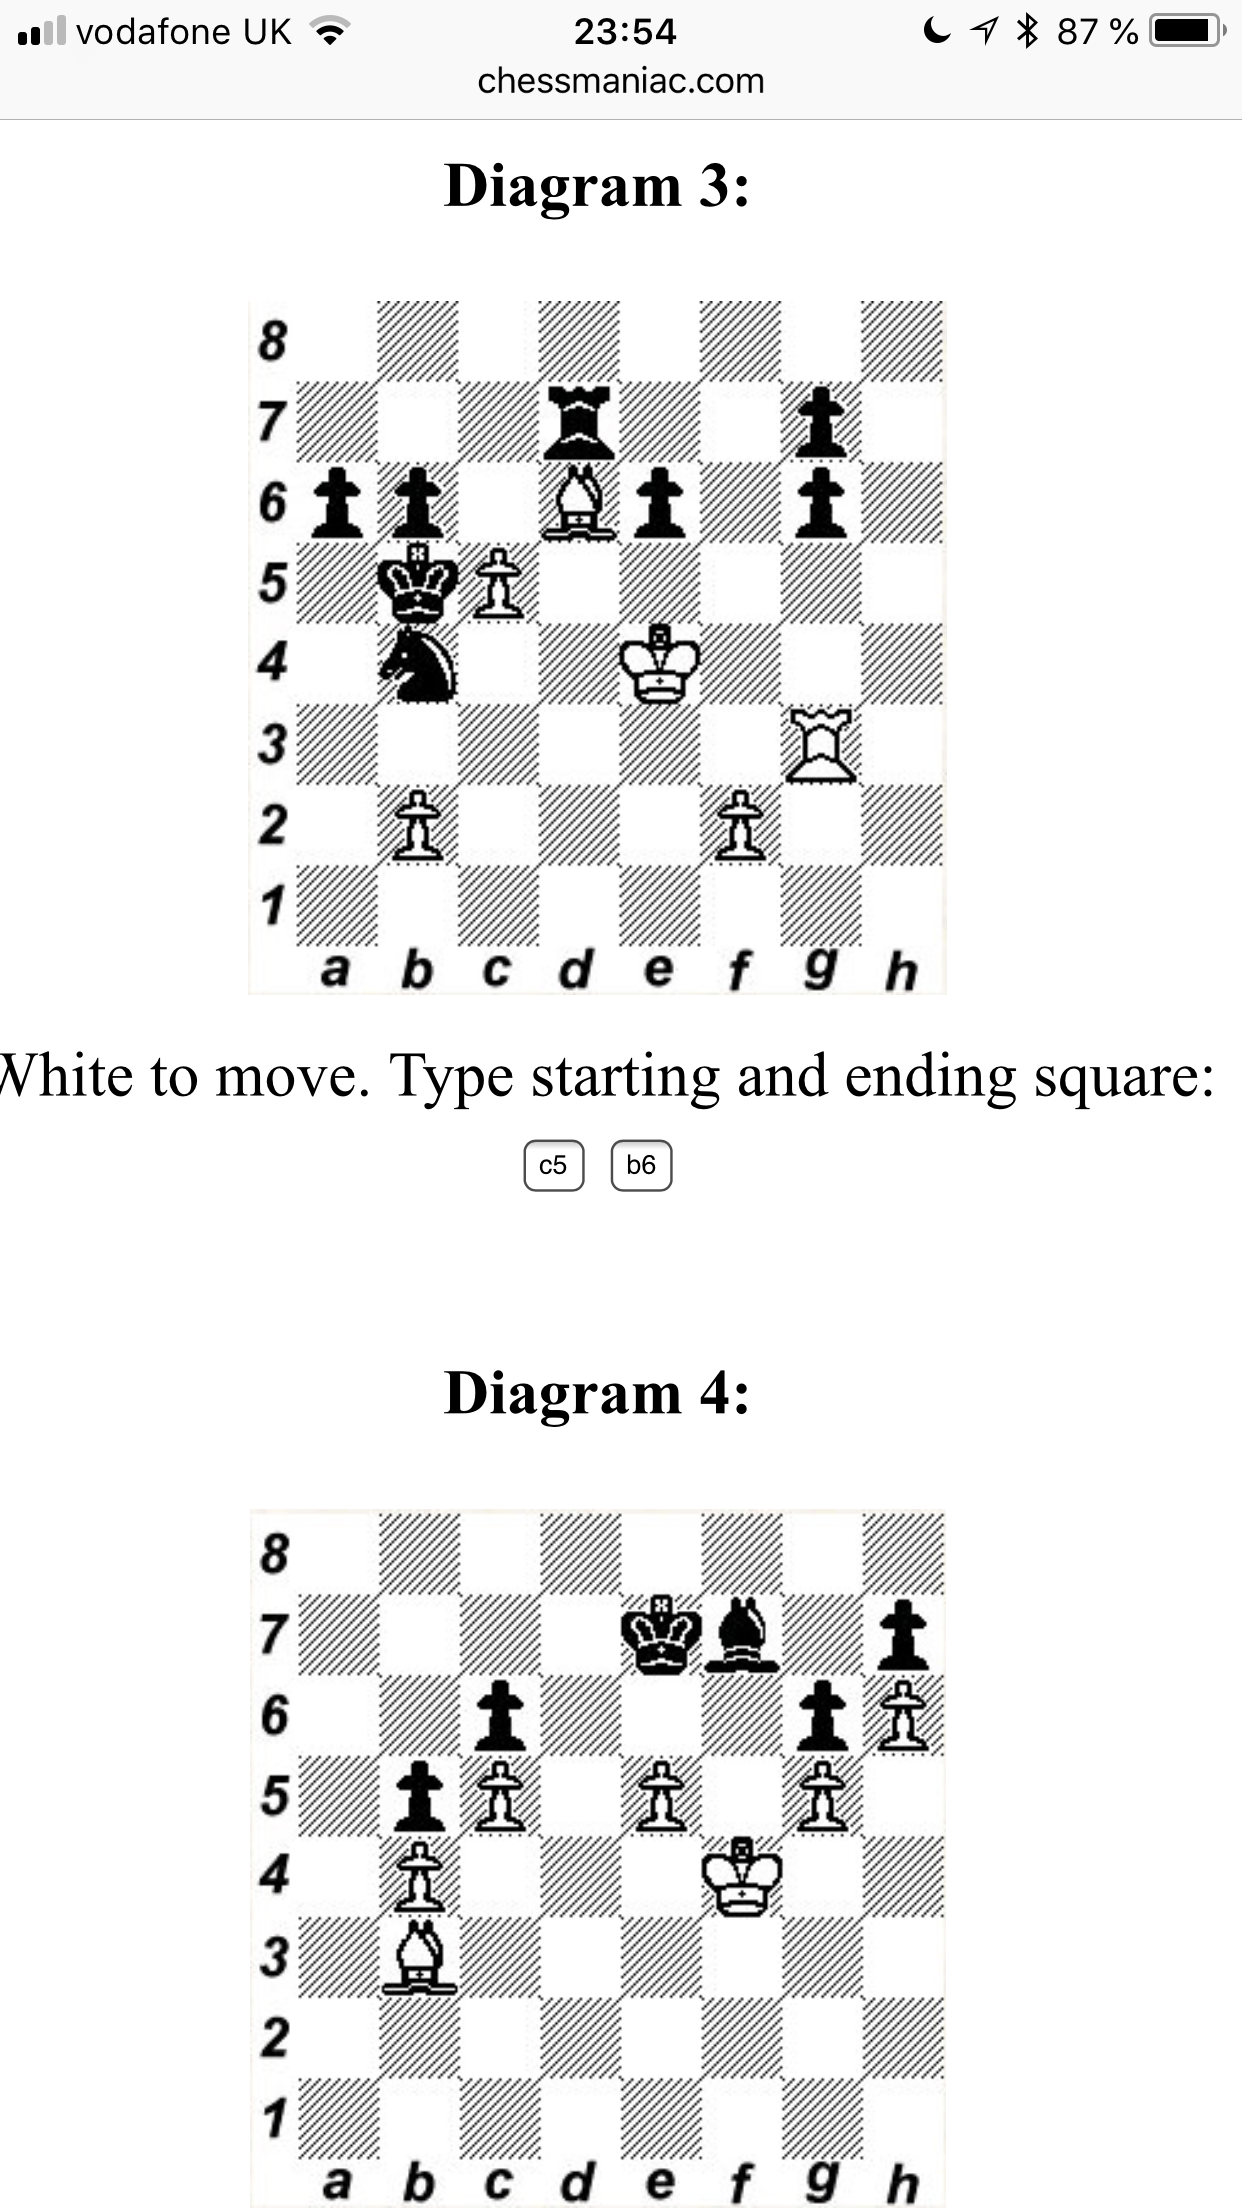 vodafone UK 23:54 87 %
chessmaniac.com
Diagram 3:
8
7
6
5
4
3
2
1
a b c d e f g h
White to move. Type starting and ending square:
c5 b6
Diagram 4:
8
7
6
5
4
3
2
1
a b c d e f g h